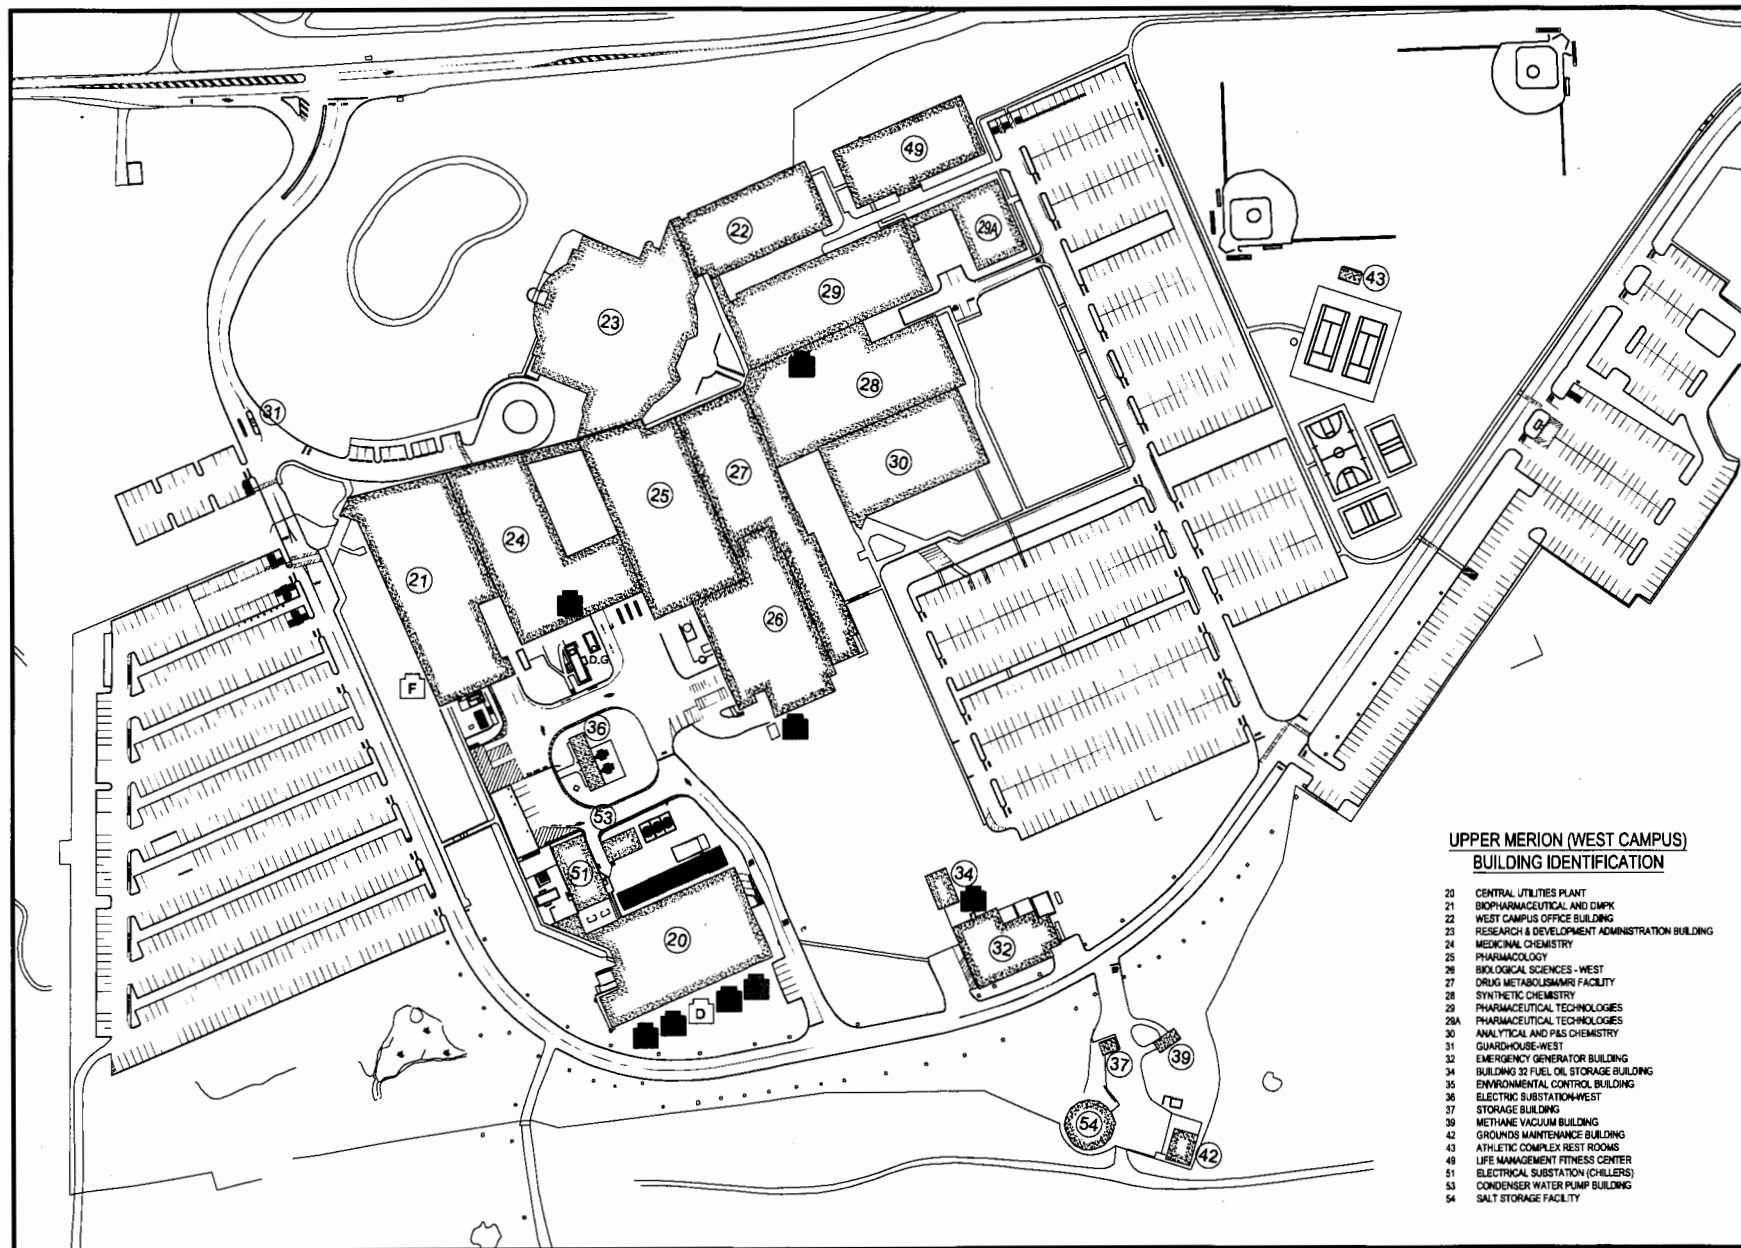 49
22
29A
29
43
23
28
31
27
30
25
24
21
26
D.G
F
36
53
51
34
20
32
D
37
39
54
42
UPPER MERION (WEST CAMPUS)
BUILDING IDENTIFICATION
20 CENTRAL UTILITIES PLANT
21 BIOPHARMACEUTICAL AND DMPK
22 WEST CAMPUS OFFICE BUILDING
23 RESEARCH & DEVELOPMENT ADMINISTRATION BUILDING
24 MEDICINAL CHEMISTRY
25 PHARMACOLOGY
26 BIOLOGICAL SCIENCES - WEST
27 DRUG METABOLISM/MRI FACILITY
28 SYNTHETIC CHEMISTRY
29 PHARMACEUTICAL TECHNOLOGIES
29A PHARMACEUTICAL TECHNOLOGIES
30 ANALYTICAL AND P&S CHEMISTRY
31 GUARDHOUSE-WEST
32 EMERGENCY GENERATOR BUILDING
34 BUILDING 32 FUEL OIL STORAGE BUILDING
35 ENVIRONMENTAL CONTROL BUILDING
36 ELECTRIC SUBSTATION-WEST
37 STORAGE BUILDING
39 METHANE VACUUM BUILDING
42 GROUNDS MAINTENANCE BUILDING
43 ATHLETIC COMPLEX REST ROOMS
49 LIFE MANAGEMENT FITNESS CENTER
51 ELECTRICAL SUBSTATION (CHILLERS)
53 CONDENSER WATER PUMP BUILDING
54 SALT STORAGE FACILITY